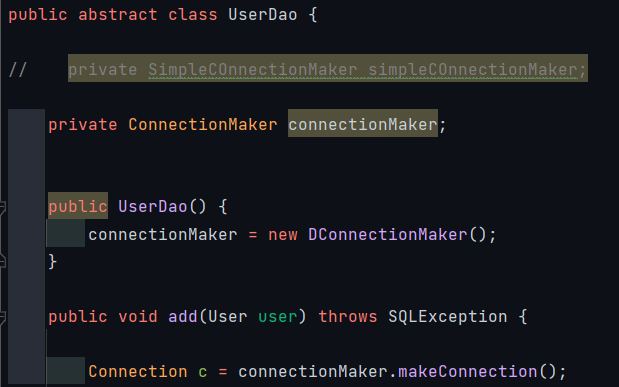 public abstract class UserDao {
//    private SimpleCOnnectionMaker simpleCOnnectionMaker;
private ConnectionMaker connectionMaker;
public UserDao() {
connectionMaker = new DConnectionMaker();
}
public void add(User user) throws SQLException {
Connection c = connectionMaker.makeConnection();